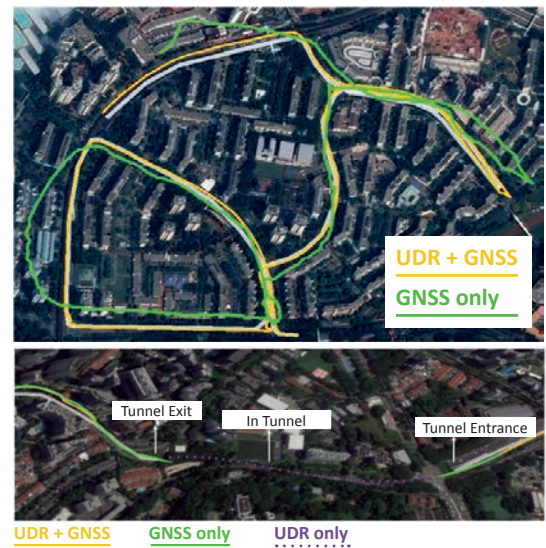 UDR + GNSS
GNSS only
Tunnel Exit
In Tunnel
Tunnel Entrance
UDR + GNSS
GNSS only
UDR only